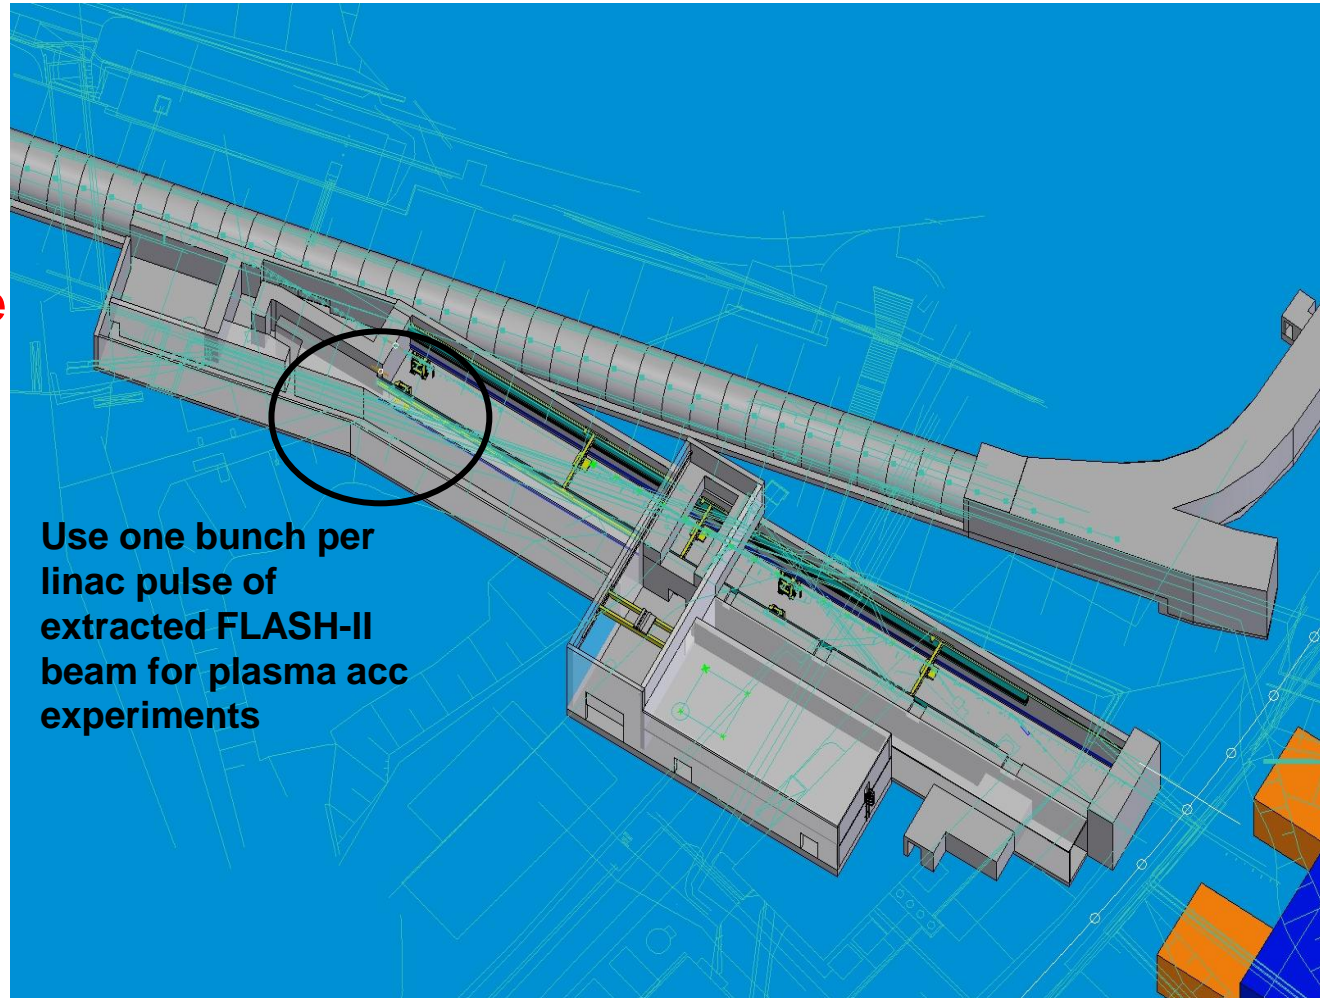 Use one bunch per
linac pulse of
extracted FLASH-II
beam for plasma acc
experiments